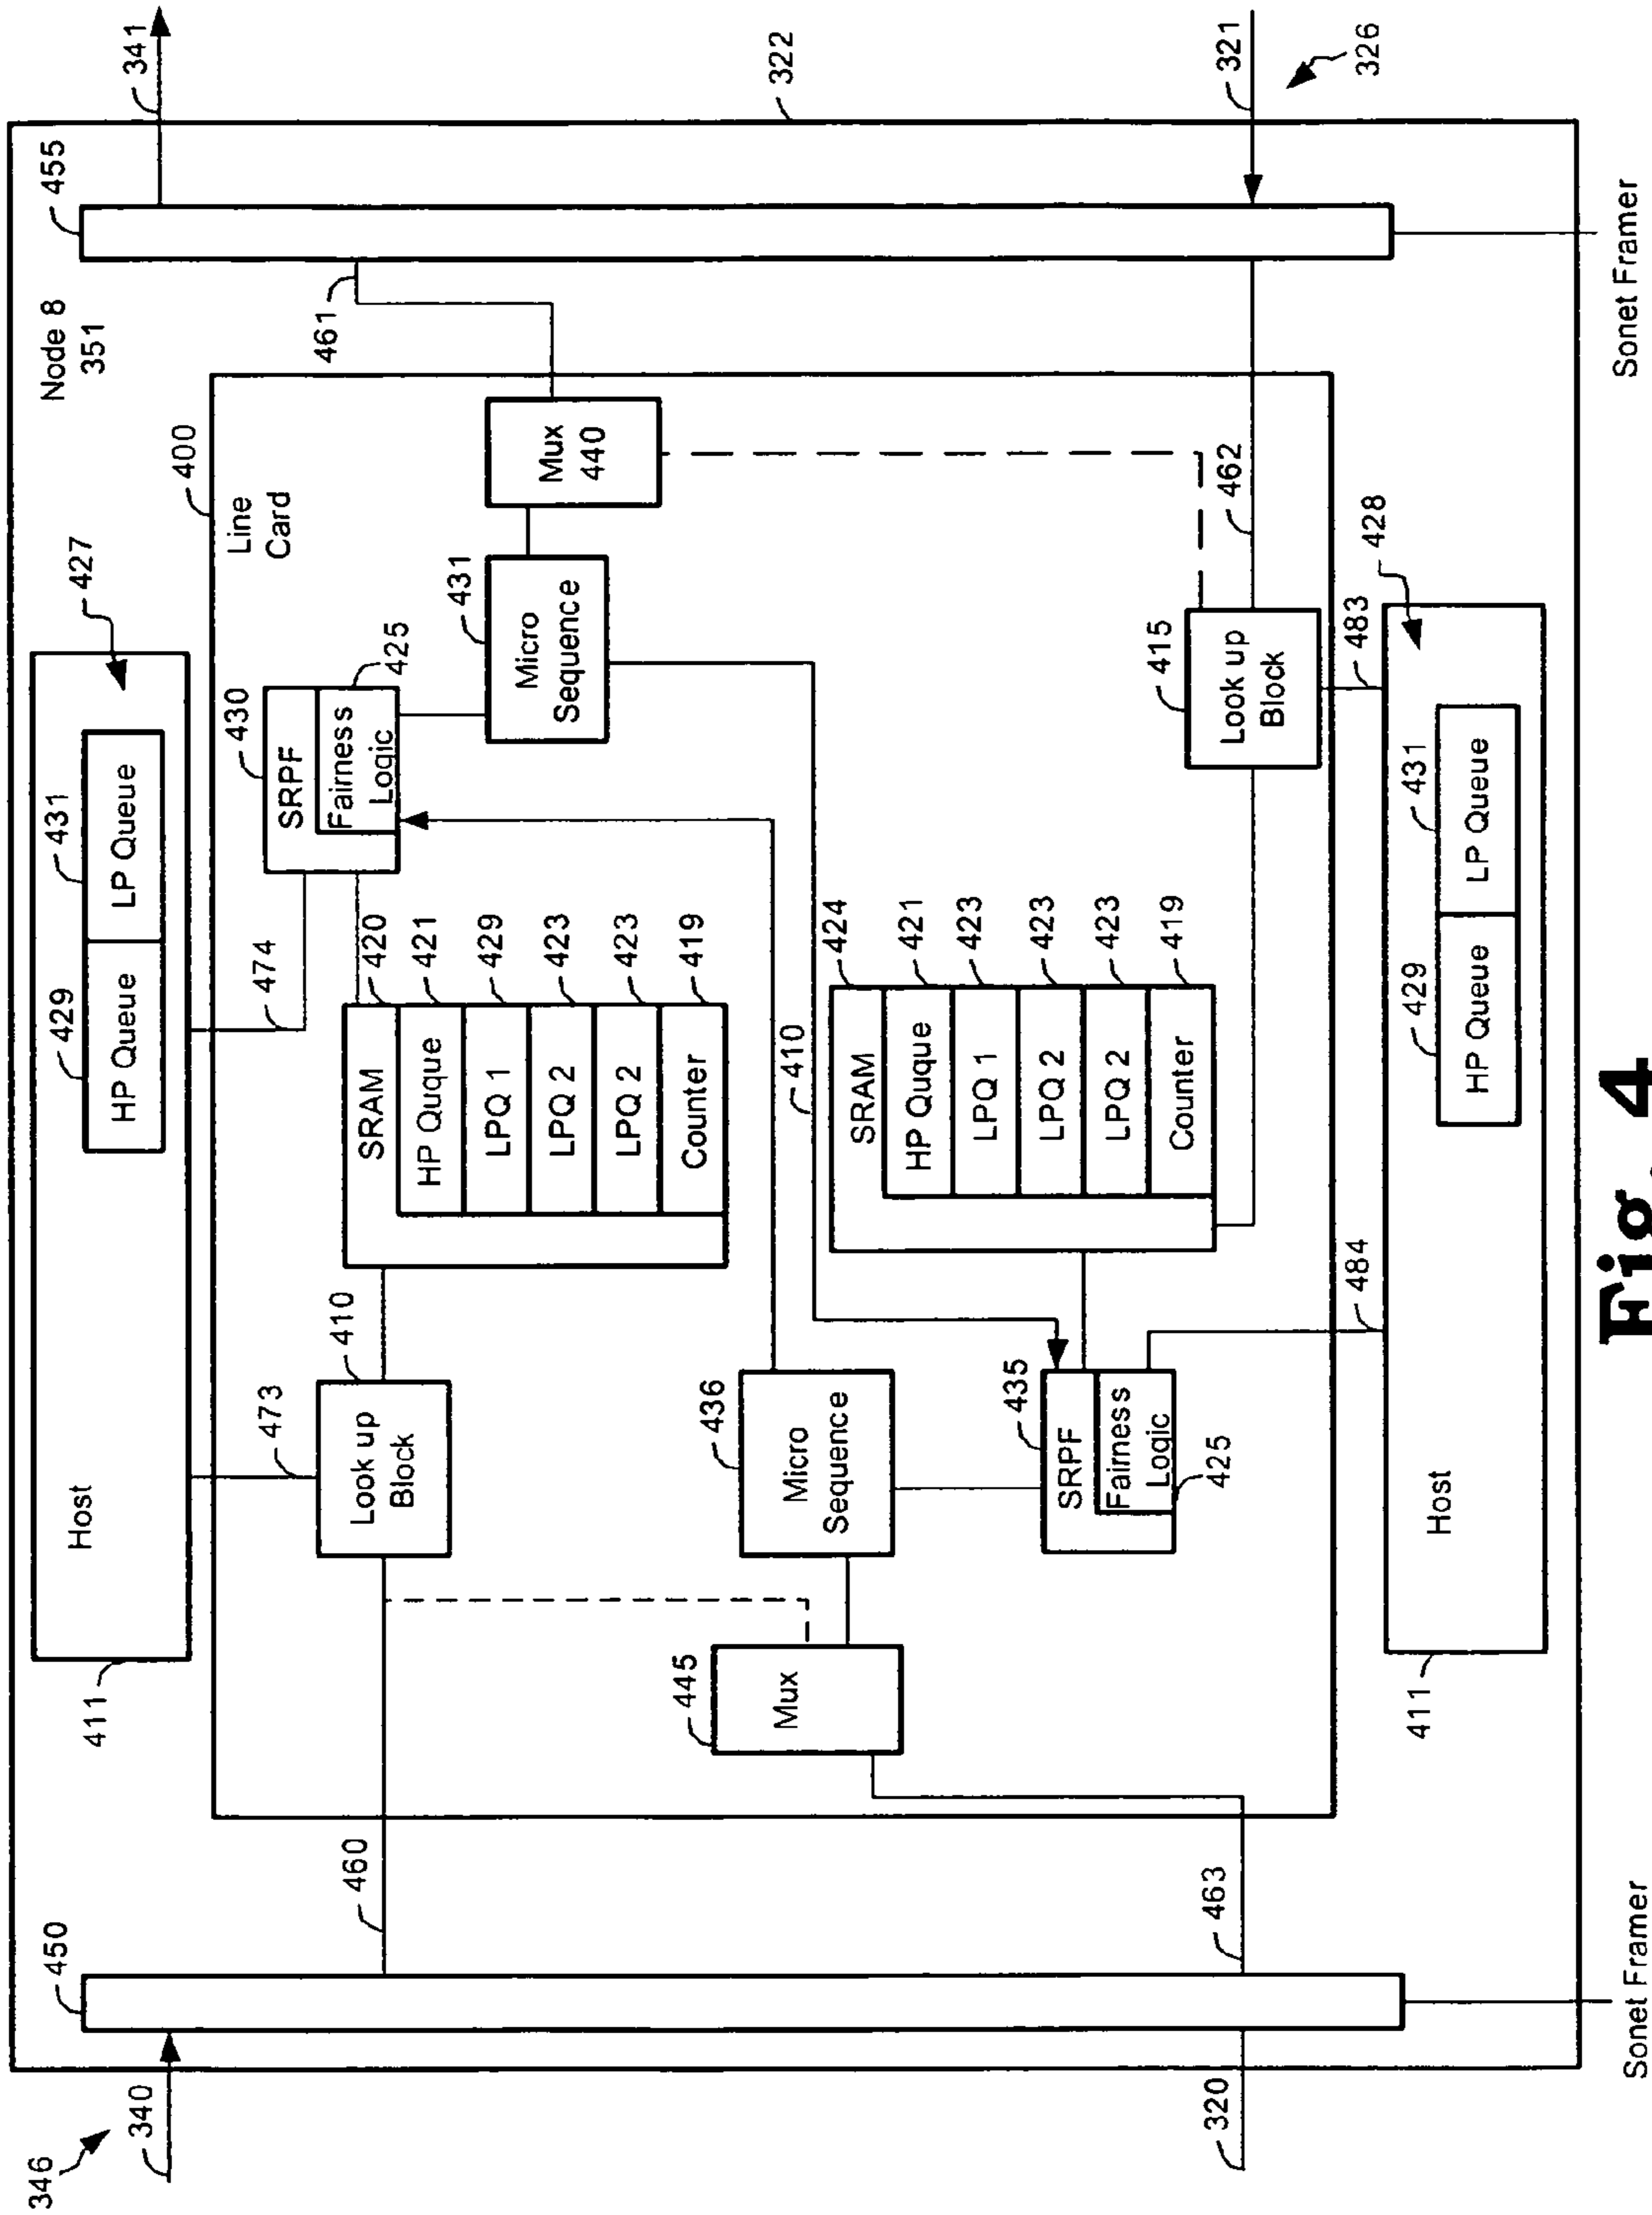 346
340
450
460
411
Host
473
410
Look up
Block
429
431
HP Queue
LP Queue
427
474
Node 8
351
455
341
400
Line
Card
430
SRPF
Fairness
Logic
425
420
421
429
423
423
419
SRAM
HP Quque
LPQ 1
LPQ 2
LPQ 2
Counter
431
Micro
Sequence
Mux
440
461
322
445
Mux
436
Micro
Sequence
410
424
421
423
423
423
419
SRAM
HP Quque
LPQ 1
LPQ 2
LPQ 2
Counter
435
SRPF
Fairness
Logic
425
415
Look up
Block
462
321
326
320
463
484
483
411
Host
429
431
HP Queue
LP Queue
428
Sonet Framer
Sonet Framer
Fig. 4